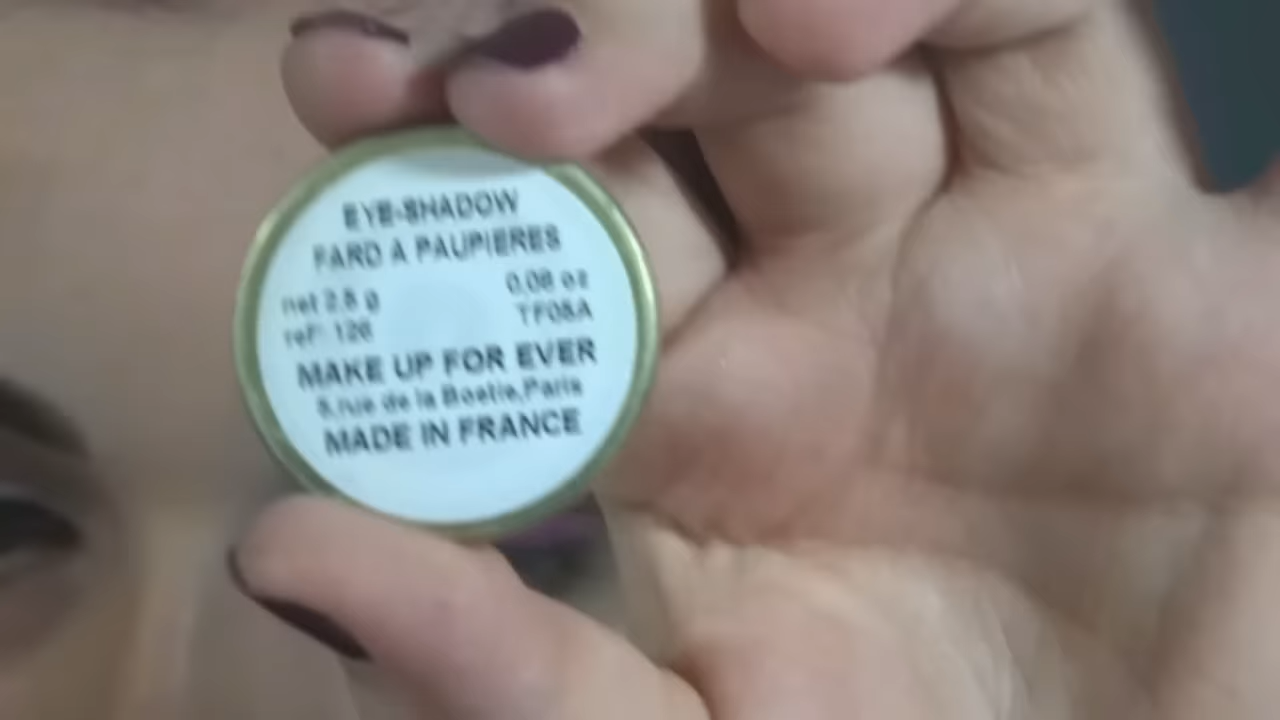 EYE-SHADOW
FARD A PAUPIERES
net 2,5 g 0,08 oz
ref: 126 TF05A
MAKE UP FOR EVER
5,rue de la Boetie,Paris
MADE IN FRANCE